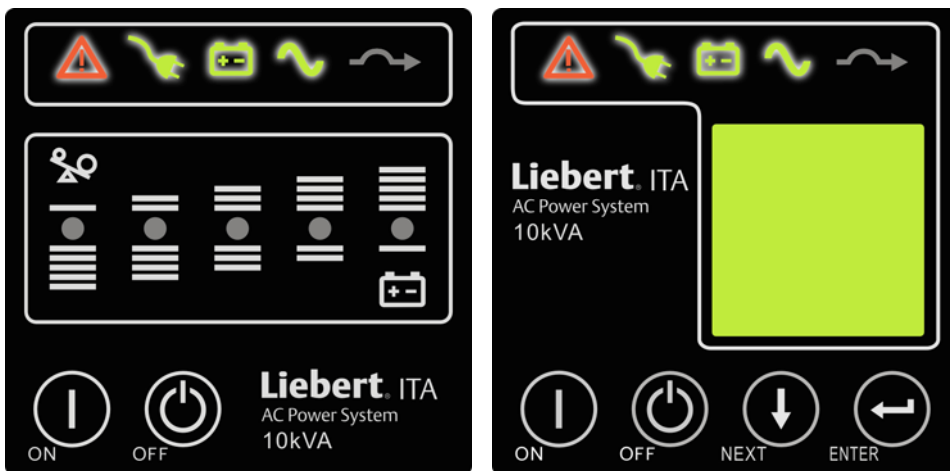 ON
OFF
Liebert. ITA
AC Power System
10kVA
Liebert. ITA
AC Power System
10kVA
ON
OFF
NEXT
ENTER